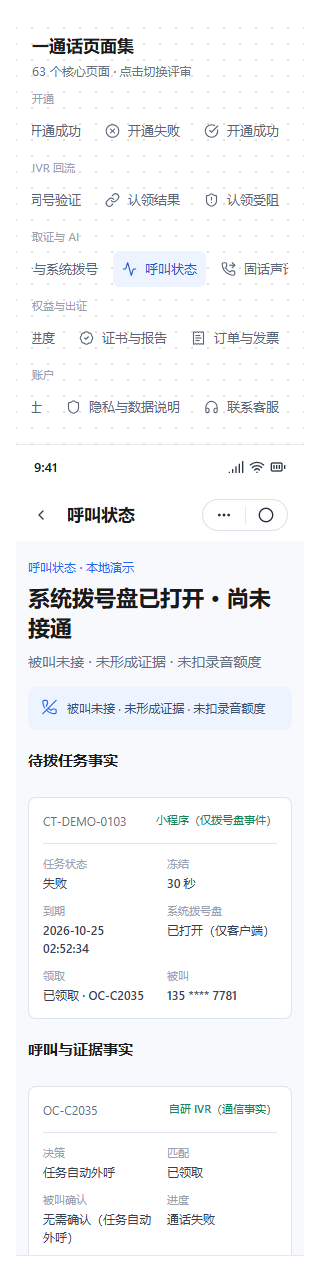 一通话页面集
63 个核心页面 · 点击切换评审
开通
开通成功 开通失败 开通成功
IVR 回流
司号验证 认领结果 认领受阻
取证与 AI
与系统拨号 呼叫状态 固话声
权益与出证
进度 证书与报告 订单与发票
账户
隐私与数据说明 联系客服
9:41
呼叫状态
呼叫状态 · 本地演示
系统拨号盘已打开 · 尚未
接通
被叫未接 · 未形成证据 · 未扣录音额度
被叫未接 · 未形成证据 · 未扣录音额度
待拨任务事实
CT-DEMO-0103 小程序（仅拨号盘事件）
任务状态 冻结
失败 30 秒
到期 系统拨号盘
2026-10-25 已打开（仅客户端）
02:52:34
领取 被叫
已领取 · OC-C2035 135 **** 7781
呼叫与证据事实
OC-C2035 自研 IVR（通信事实）
决策 匹配
任务自动外呼 已领取
被叫确认 进度
无需确认（任务自动 通话失败
外呼）